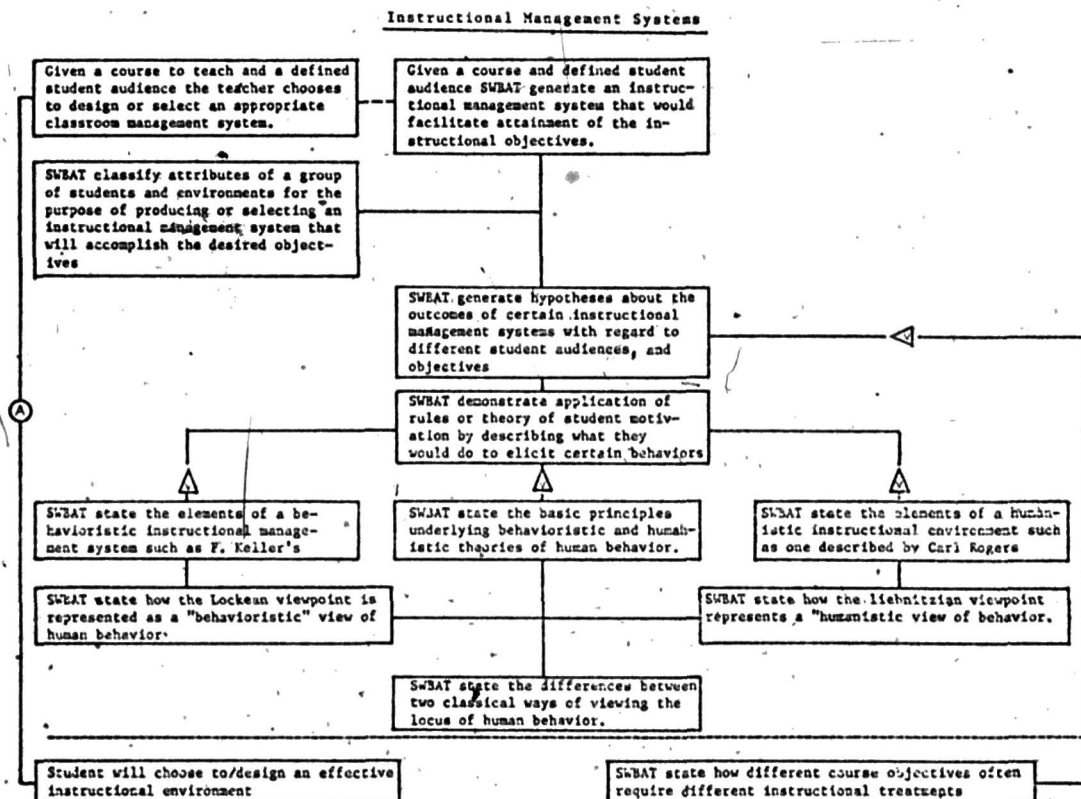 Instructional Management Systems
Given a course to teach and a defined
student audience the teacher chooses
to design or select an appropriate
classroom management system.
Given a course and defined student
audience SWBAT generate an instruc-
tional management system that would
facilitate attainment of the in-
structional objectives.
SWBAT classify attributes of a group
of students and environments for the
purpose of producing or selecting an
instructional management system that
will accomplish the desired object-
ives
SWBAT generate hypotheses about the
outcomes of certain instructional
management systems with regard to
different student audiences, and
objectives
A
SWBAT demonstrate application of
rules or theory of student motiv-
ation by describing what they
would do to elicit certain behaviors
SWBAT state the elements of a be-
havioristic instructional manage-
ment system such as F. Keller's
SWBAT state the basic principles
underlying behavioristic and human-
istic theories of human behavior.
SWBAT state the elements of a human-
istic instructional environment such
as one described by Carl Rogers
SWBAT state how the Lockean viewpoint is
represented as a "behavioristic" view of
human behavior.
SWBAT state how the liebnitzian viewpoint
represents a "humanistic view of behavior.
SWBAT state the differences between
two classical ways of viewing the
locus of human behavior.
Student will choose to/design an effective
instructional environment
SWBAT state how different course objectives often
require different instructional treatments